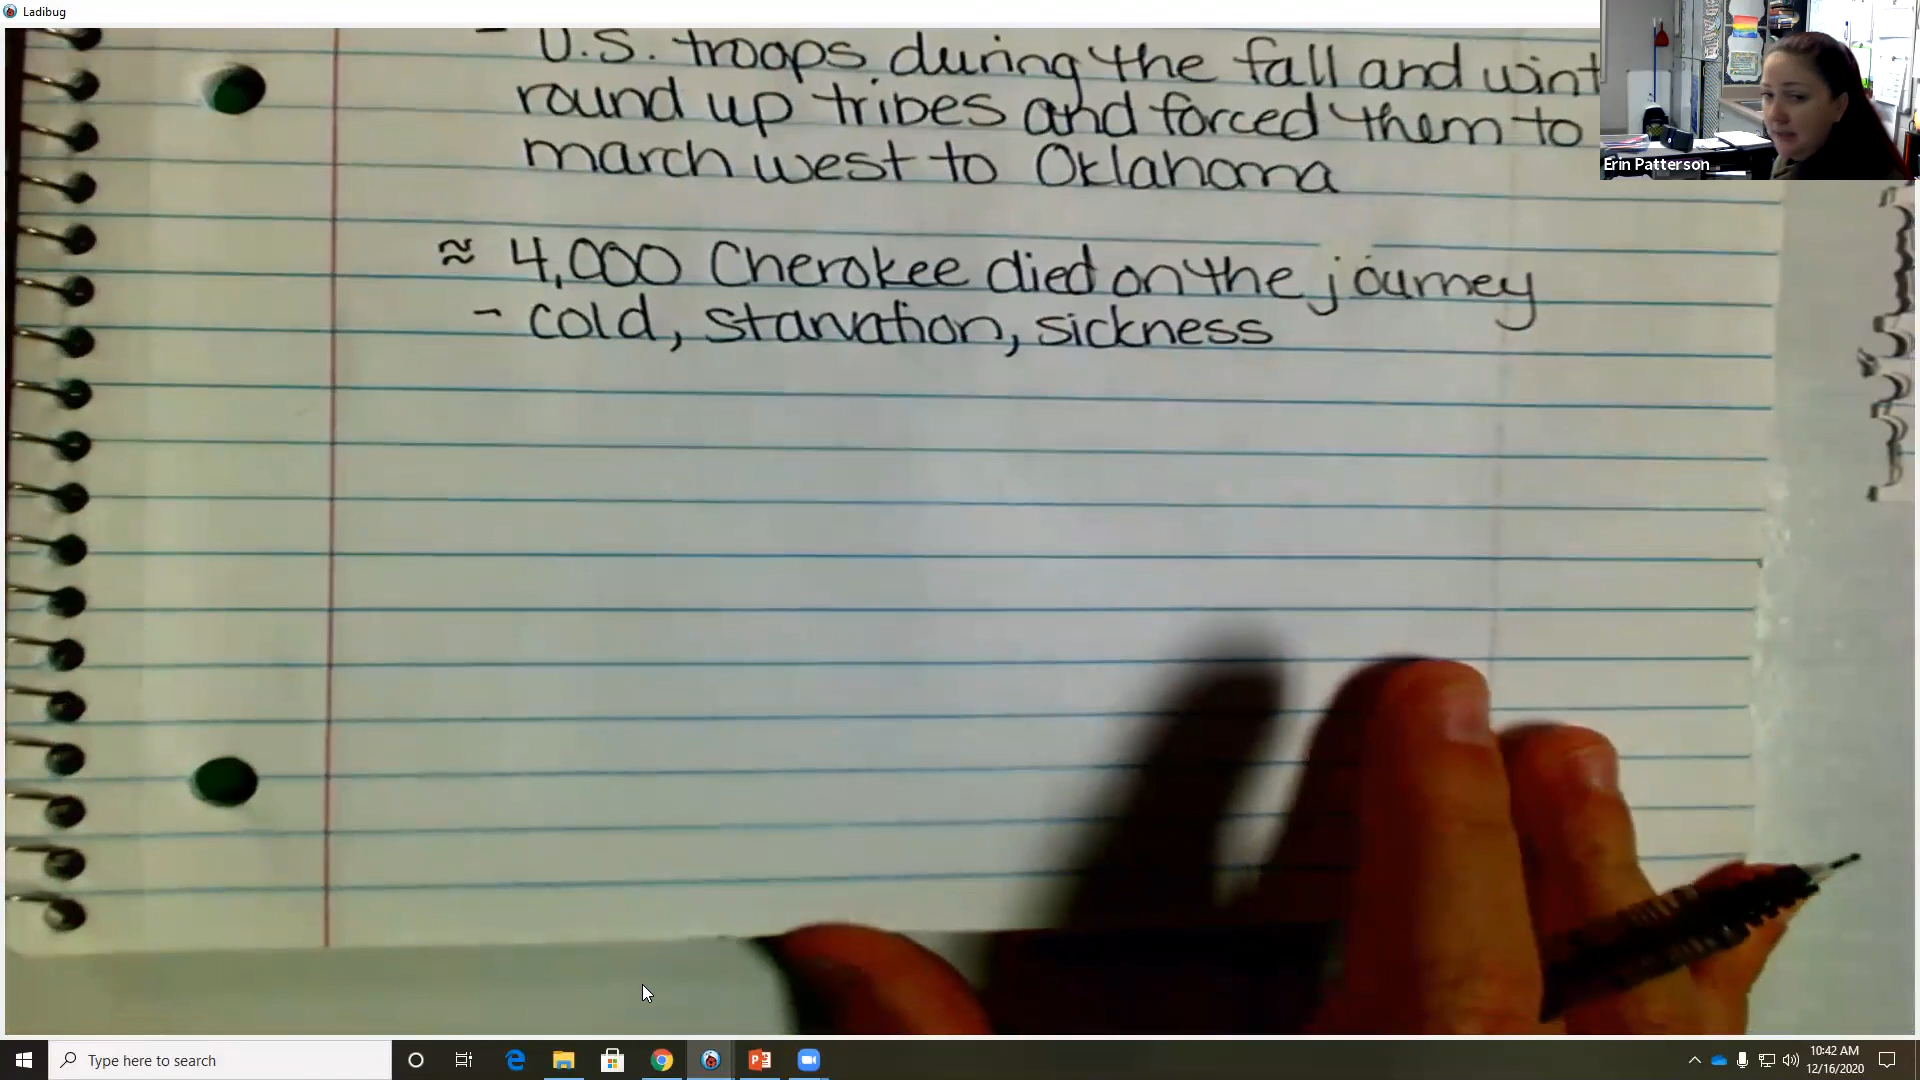 Ladibug
U.S. troops during the fall and wint
round up tribes and forced them to
march west to Oklahoma
≈ 4,000 Cherokee died on the journey
- cold, starvation, sickness
Erin Patterson
Type here to search
10:42 AM
12/16/2020